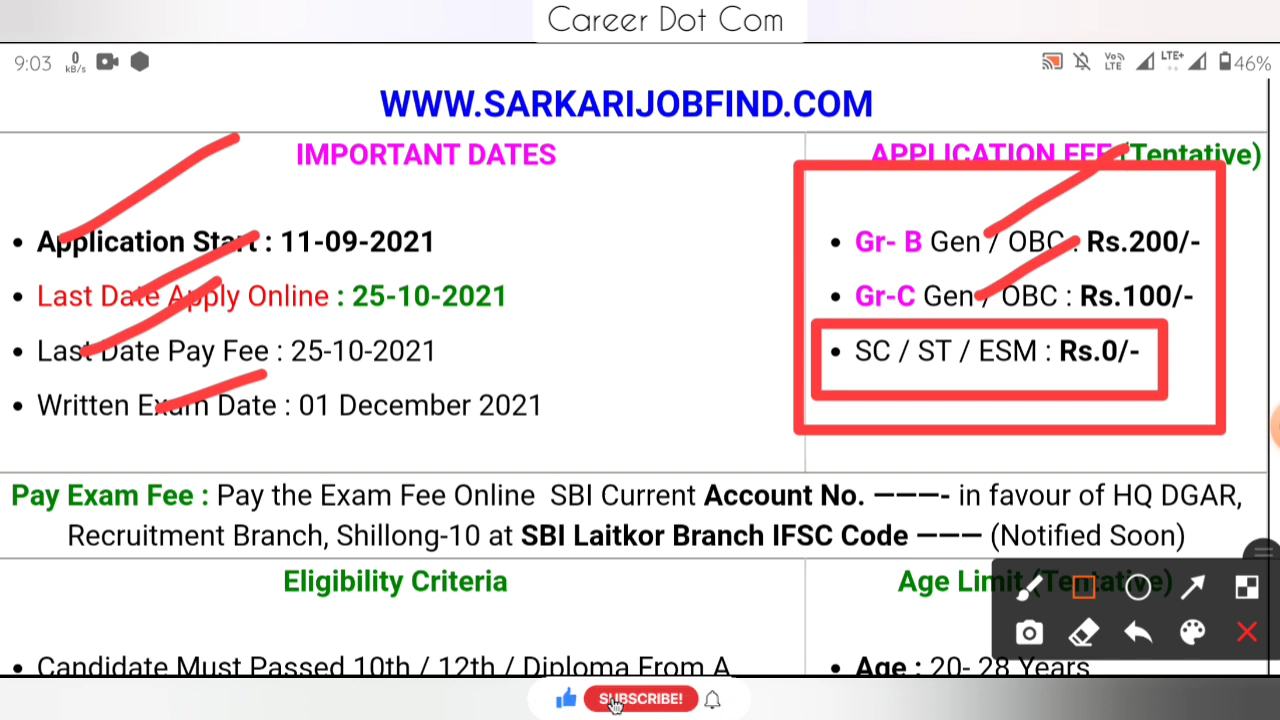 Career Dot Com
9:03 0 kB/s Vo) LTE LTE+ 46%
WWW.SARKARIJOBFIND.COM
IMPORTANT DATES
APPLICATION FEE (Tentative)
• Application Start : 11-09-2021
• Last Date Apply Online : 25-10-2021
• Last Date Pay Fee : 25-10-2021
• Written Exam Date : 01 December 2021
• Gr- B Gen / OBC : Rs.200/-
• Gr-C Gen / OBC : Rs.100/-
• SC / ST / ESM : Rs.0/-
Pay Exam Fee : Pay the Exam Fee Online SBI Current Account No. ———- in favour of HQ DGAR,
Recruitment Branch, Shillong-10 at SBI Laitkor Branch IFSC Code ——— (Notified Soon)
Eligibility Criteria
Age Limit (Tentative)
• Candidate Must Passed 10th / 12th / Diploma From A
• Age : 20- 28 Years
SUBSCRIBE!